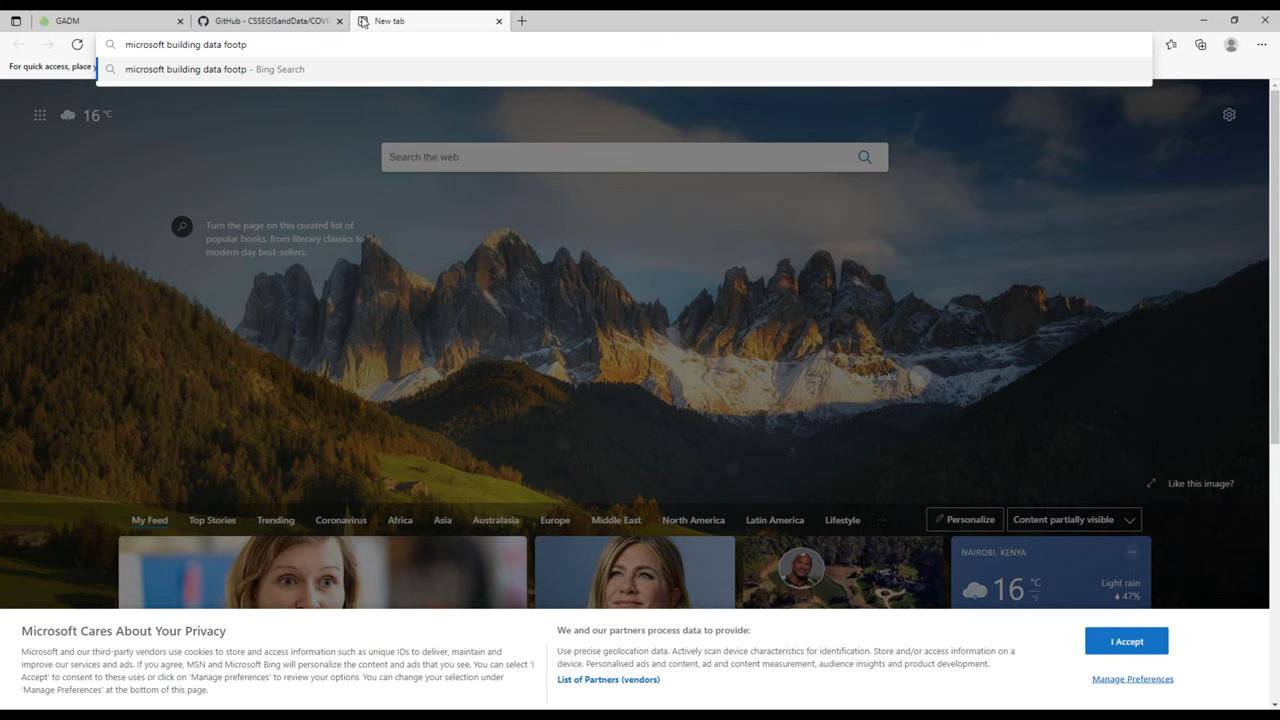 GADM
GitHub - CSSEGISandData/COVI
New tab
microsoft building data footp
For quick access, place y
microsoft building data footp - Bing Search
16 °C
Search the web
Turn the page on this curated list of
popular books, from literary classics to
modern day best-sellers.
Quick links
Like this image?
My Feed Top Stories Trending Coronavirus Africa Asia Australasia Europe Middle East North America Latin America Lifestyle ... Personalize Content partially visible
NAIROBI, KENYA ...
16 °C °F
Light rain
47%
Microsoft Cares About Your Privacy
Microsoft and our third-party vendors use cookies to store and access information such as unique IDs to deliver, maintain and
improve our services and ads. If you agree, MSN and Microsoft Bing will personalize the content and ads that you see. You can select 'I
Accept' to consent to these uses or click on 'Manage preferences' to review your options You can change your selection under
'Manage Preferences' at the bottom of this page.
We and our partners process data to provide:
Use precise geolocation data. Actively scan device characteristics for identification. Store and/or access information on a
device. Personalised ads and content, ad and content measurement, audience insights and product development.
List of Partners (vendors)
I Accept
Manage Preferences